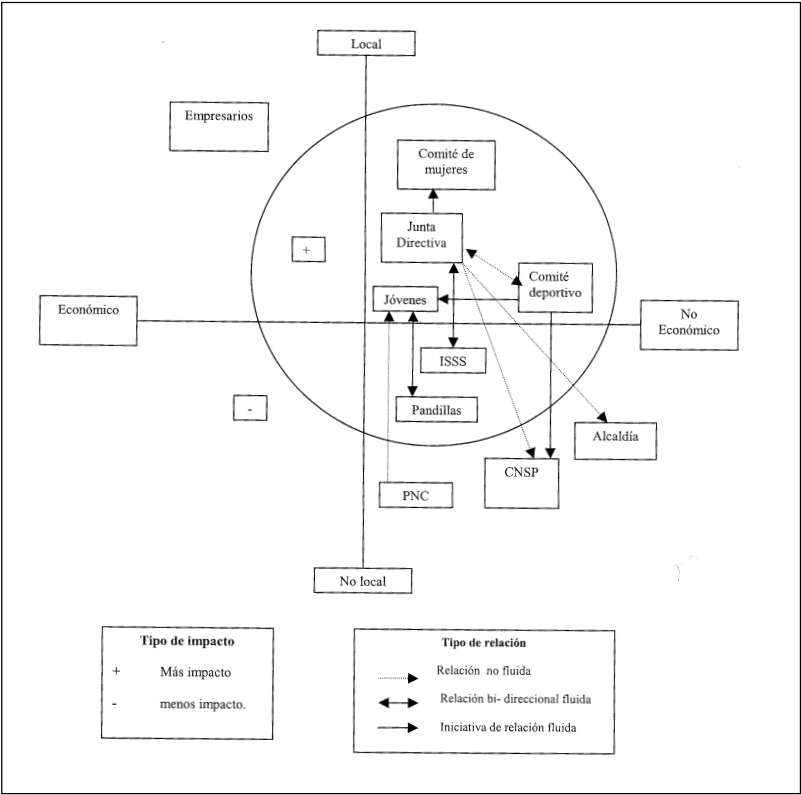 Local
Empresarios
Comité de
mujeres
Junta
Directiva
+
Comité
deportivo
Jóvenes
Económico
No
Económico
ISSS
-
Pandillas
Alcaldía
CNSP
PNC
No local
Tipo de impacto
+ Más impacto
- menos impacto.
Tipo de relación
Relación no fluida
Relación bi- direccional fluida
Iniciativa de relación fluida